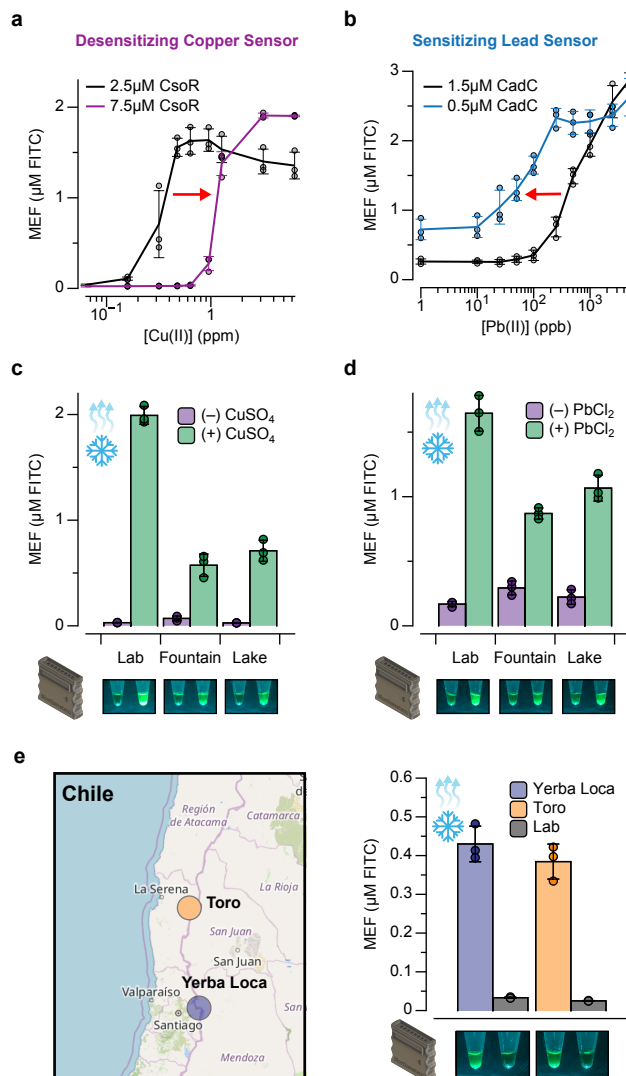 a
Desensitizing Copper Sensor
2.5µM CsoR
7.5µM CsoR
MEF (µM FITC)
2
1
0
10⁻¹
1
[Cu(II)] (ppm)
b
Sensitizing Lead Sensor
1.5µM CadC
0.5µM CadC
MEF (µM FITC)
3
2
1
0
1
10¹
10²
10³
[Pb(II)] (ppb)
c
(–) CuSO₄
(+) CuSO₄
MEF (µM FITC)
2
1
0
Lab
Fountain
Lake
d
(–) PbCl₂
(+) PbCl₂
MEF (µM FITC)
1
0
Lab
Fountain
Lake
e
Chile
Región
de Atacama
Catamarca
La Serena
Toro
La Rioja
San Juan
San Juan
Yerba Loca
Valparaíso
Santiago
San
Mendoza
Yerba Loca
Toro
Lab
MEF (µM FITC)
0.6
0.5
0.4
0.3
0.2
0.1
0